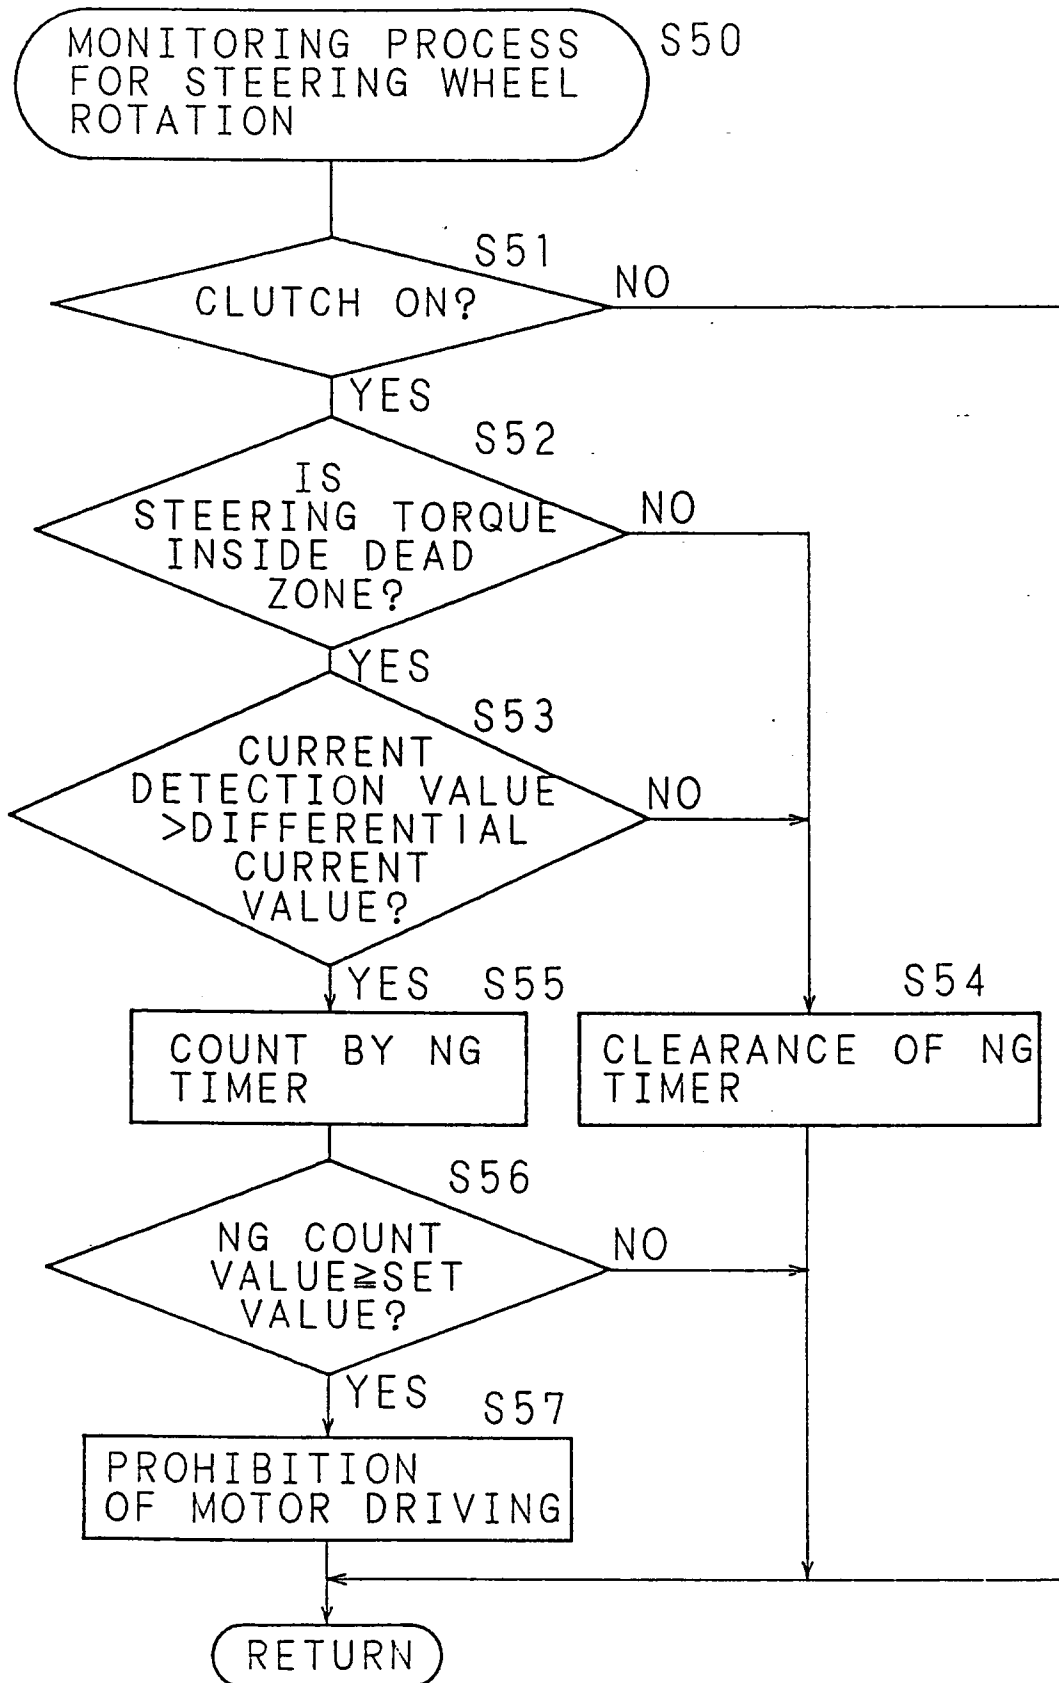 MONITORING PROCESS
FOR STEERING WHEEL
ROTATION
S50
S51
CLUTCH ON?
NO
YES
S52
IS
STEERING TORQUE
INSIDE DEAD
ZONE?
NO
YES
S53
CURRENT
DETECTION VALUE
>DIFFERENTIAL
CURRENT
VALUE?
NO
YES
S55
COUNT BY NG
TIMER
S54
CLEARANCE OF NG
TIMER
S56
NG COUNT
VALUE≧SET
VALUE?
NO
YES
S57
PROHIBITION
OF MOTOR DRIVING
RETURN